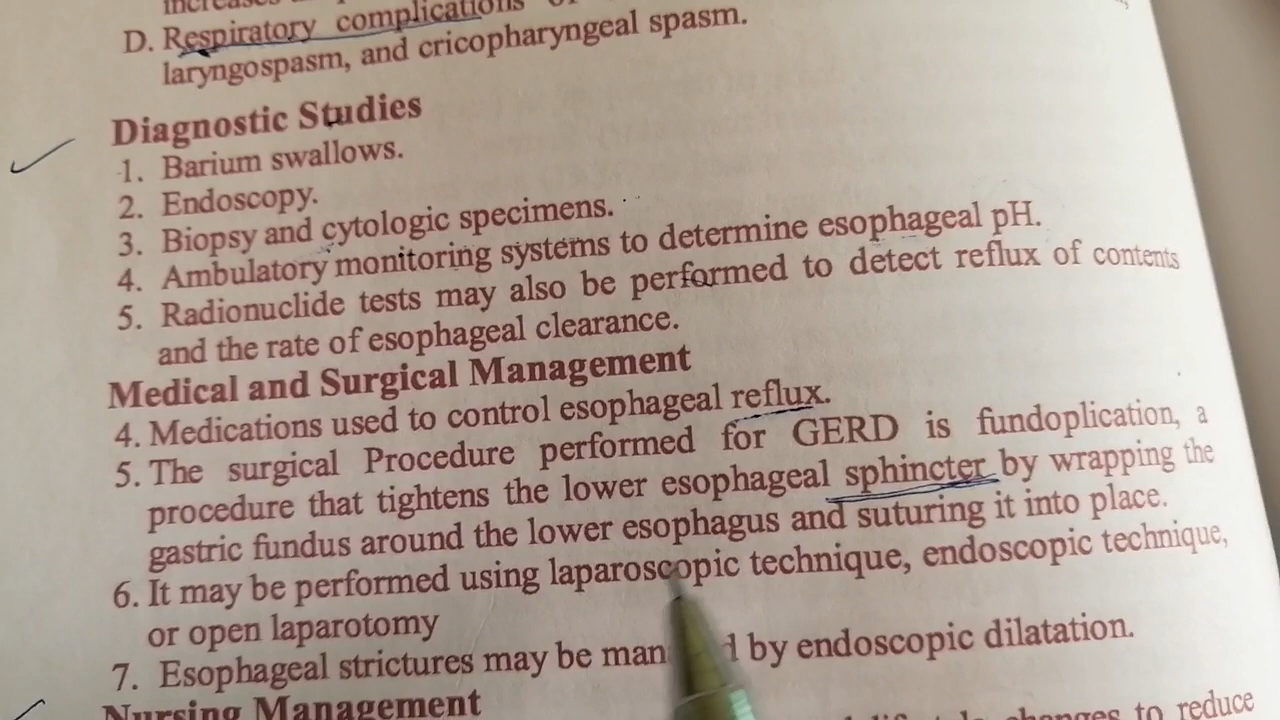 D. Respiratory complications
laryngospasm, and cricopharyngeal spasm.
Diagnostic Studies
1. Barium swallows.
2. Endoscopy.
3. Biopsy and cytologic specimens.
4. Ambulatory monitoring systems to determine esophageal pH.
5. Radionuclide tests may also be performed to detect reflux of contents
and the rate of esophageal clearance.
Medical and Surgical Management
4. Medications used to control esophageal reflux.
5. The surgical Procedure performed for GERD is fundoplication, a
procedure that tightens the lower esophageal sphincter by wrapping the
gastric fundus around the lower esophagus and suturing it into place.
6. It may be performed using laparoscopic technique, endoscopic technique,
or open laparotomy
7. Esophageal strictures may be man d by endoscopic dilatation.
Nursing Management
changes to reduce